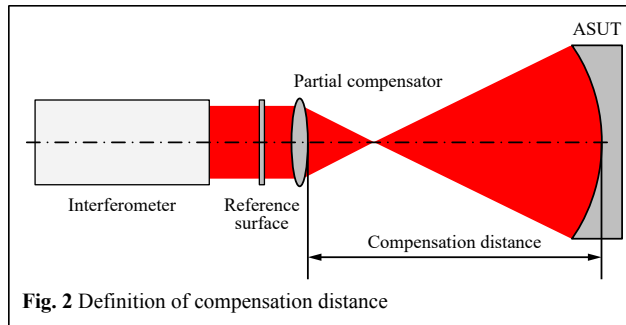 ASUT
Partial compensator
Interferometer
Reference
surface
Compensation distance
Fig. 2 Definition of compensation distance